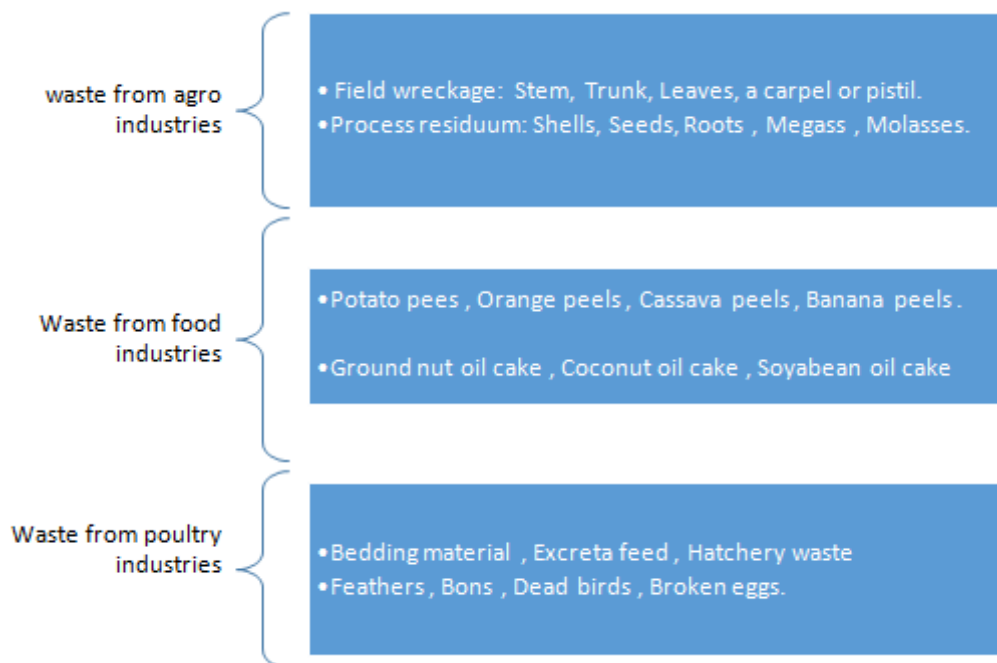 waste from agro
industries
• Field wreckage: Stem, Trunk, Leaves, a carpel or pistil.
•Process residuum: Shells, Seeds, Roots , Megass , Molasses.
Waste from food
industries
•Potato pees , Orange peels , Cassava peels , Banana peels .
•Ground nut oil cake , Coconut oil cake , Soyabean oil cake
Waste from poultry
industries
•Bedding material , Excreta feed , Hatchery waste
•Feathers , Bons , Dead birds , Broken eggs.